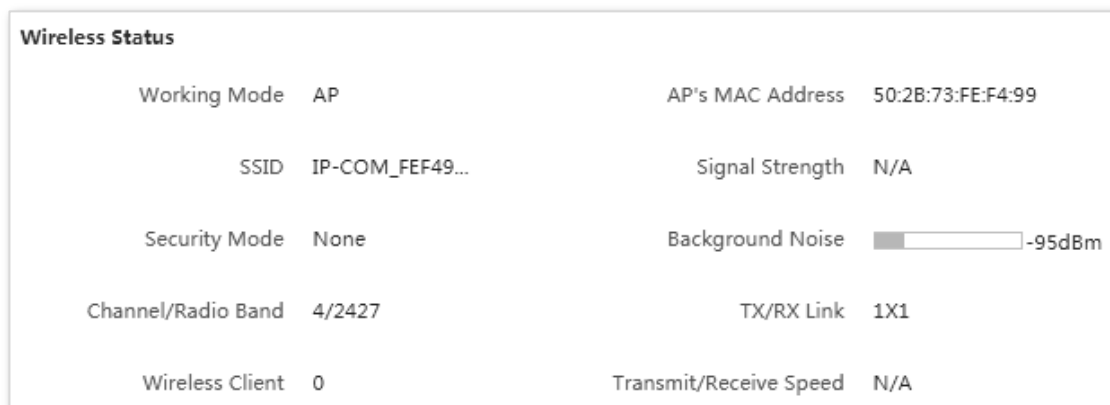 Wireless Status
Working Mode AP AP's MAC Address 50:2B:73:FE:F4:99
SSID IP-COM_FEF49... Signal Strength N/A
Security Mode None Background Noise -95dBm
Channel/Radio Band 4/2427 TX/RX Link 1X1
Wireless Client 0 Transmit/Receive Speed N/A